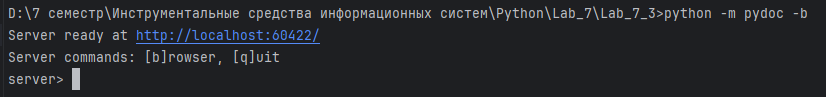 D:\7 семестр\Инструментальные средства информационных систем\Python\Lab_7\Lab_7_3>python -m pydoc -b
Server ready at http://localhost:60422/
Server commands: [b]rowser, [q]uit
server>